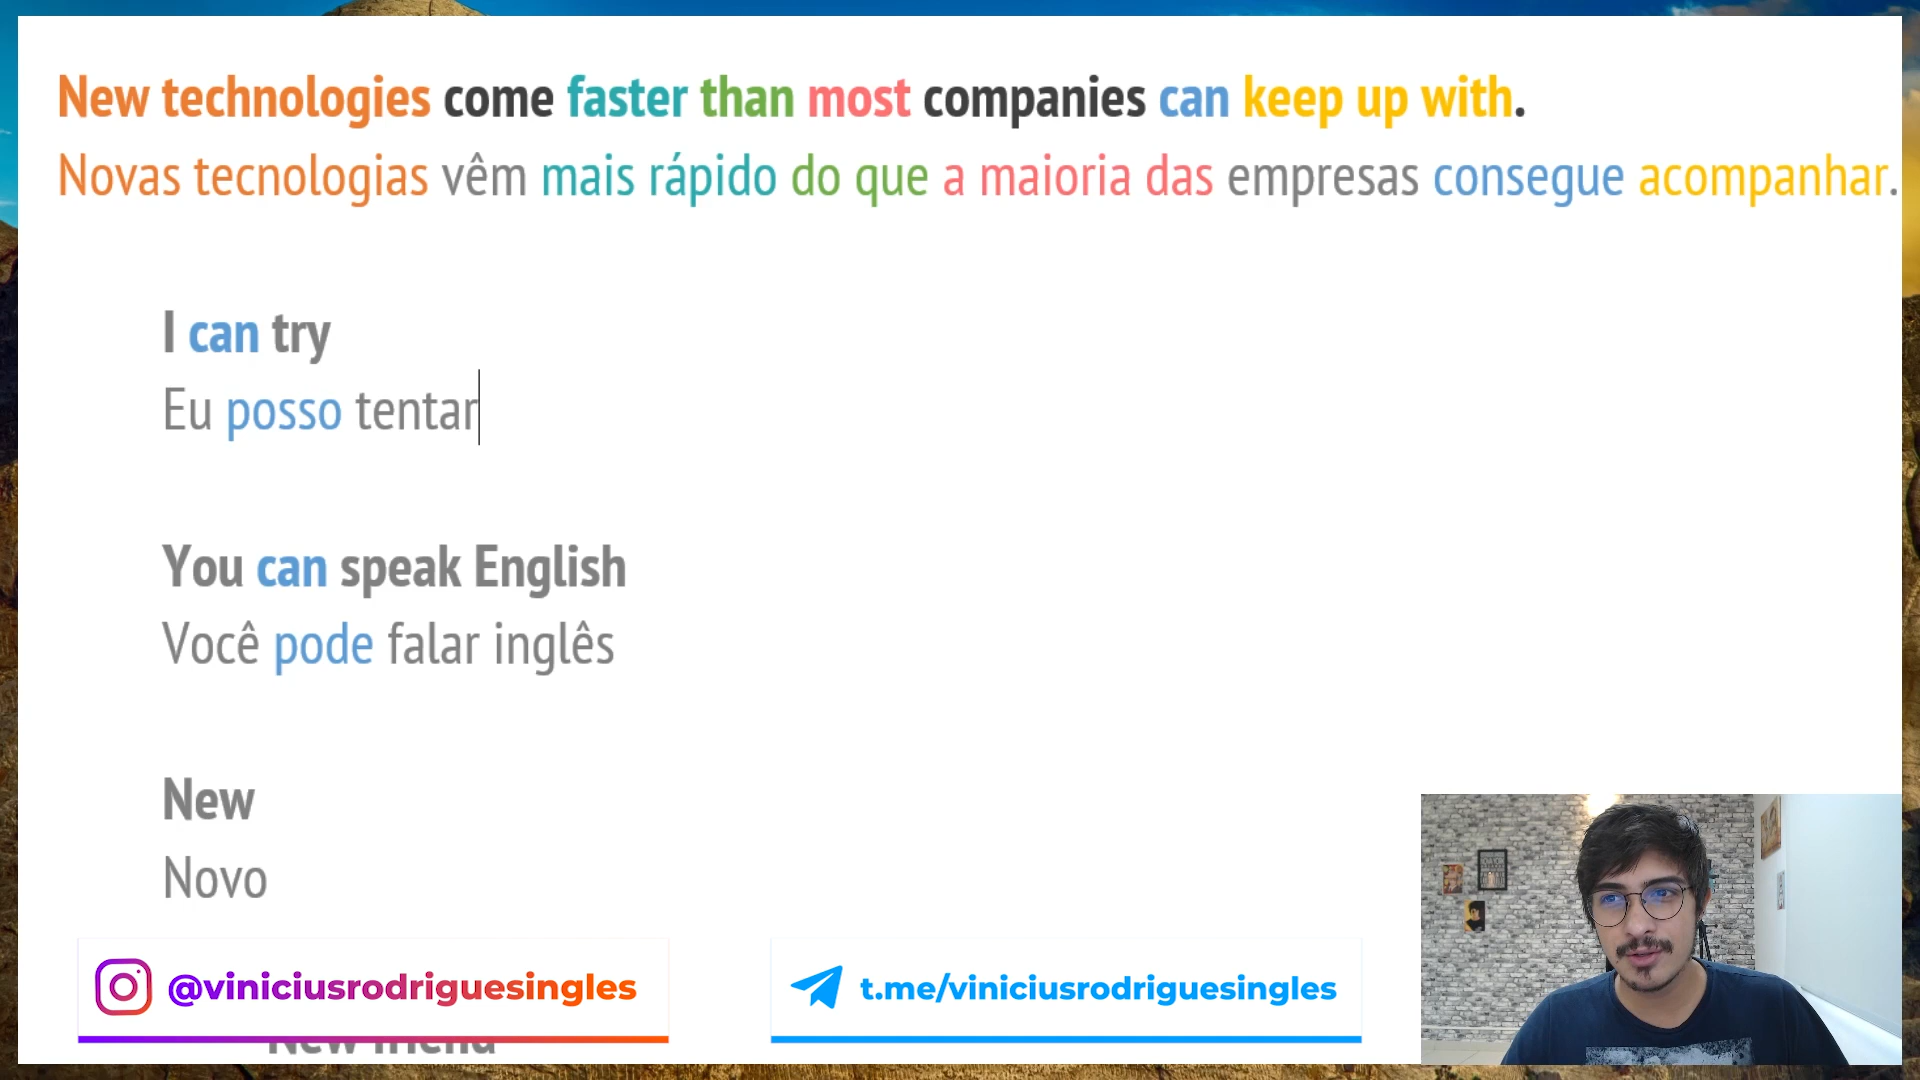 New technologies come faster than most companies can keep up with.
Novas tecnologias vêm mais rápido do que a maioria das empresas consegue acompanhar.
I can try
Eu posso tentar
You can speak English
Você pode falar inglês
New
Novo
@viniciusrodriguesingles
t.me/viniciusrodriguesingles
New friend